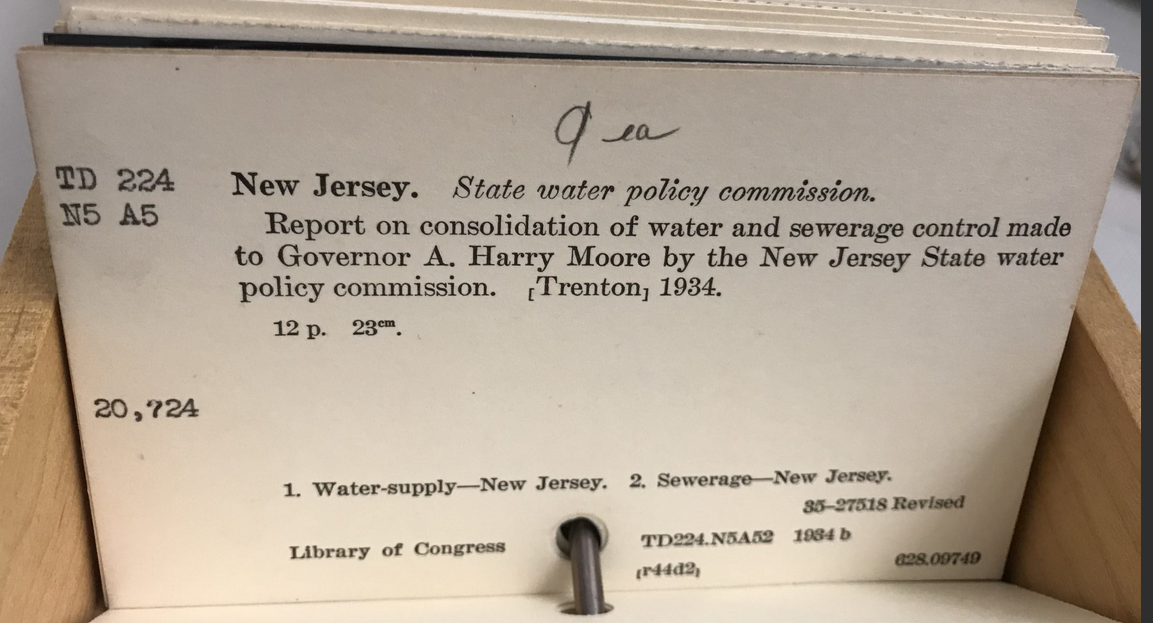 9 ea
TD 224
N5 A5
New Jersey. State water policy commission.
Report on consolidation of water and sewerage control made
to Governor A. Harry Moore by the New Jersey State water
policy commission. [Trenton] 1934.
12 p. 23cm.
20,724
1. Water-supply—New Jersey. 2. Sewerage—New Jersey.
35–27518 Revised
Library of Congress TD224.N5A52 1934 b
[r44d2] 628.09749